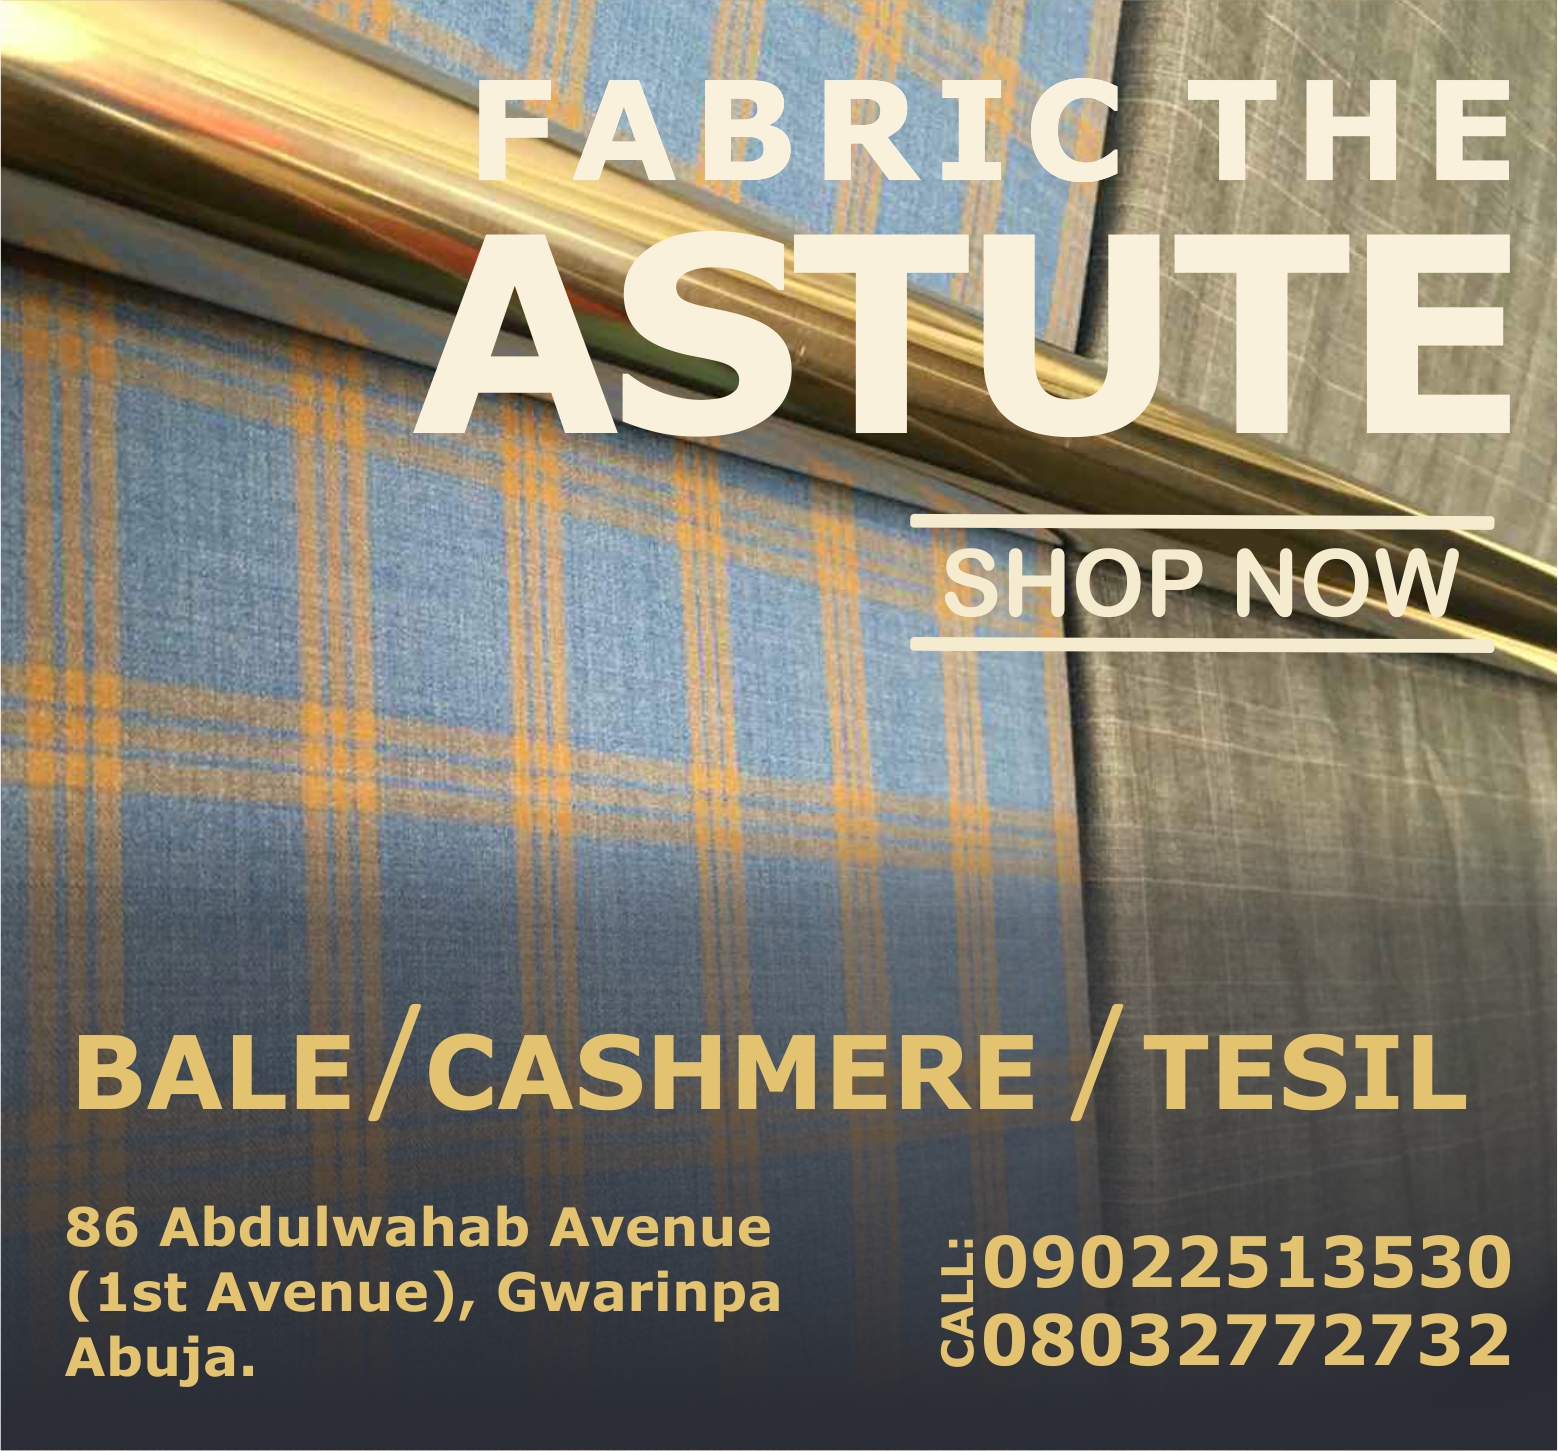 FABRIC THE
ASTUTE
SHOP NOW
BALE/CASHMERE / TESIL
86 Abdulwahab Avenue
(1st Avenue), Gwarinpa
Abuja.
CALL:
09022513530
08032772732